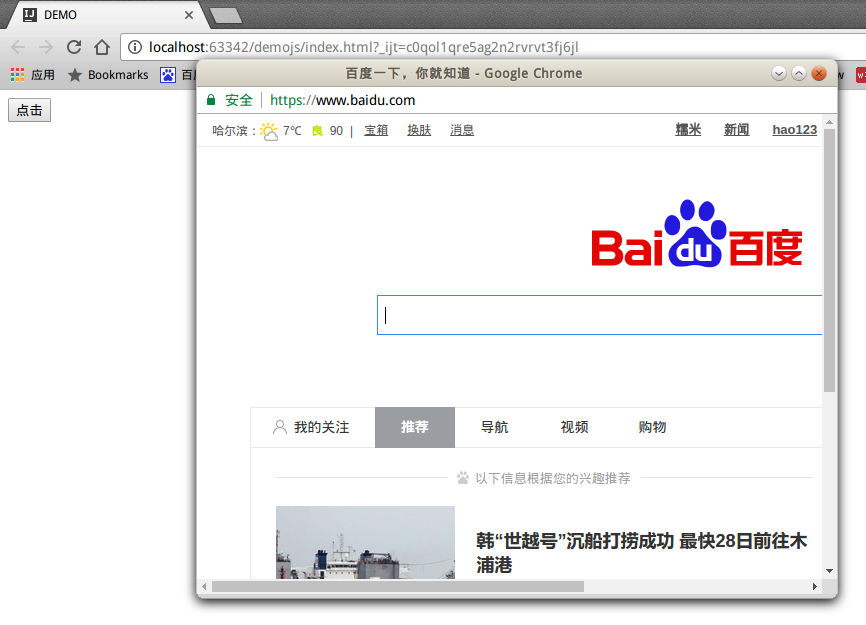 DEMO
localhost:63342/demojs/index.html?_ijt=c0qol1qre5ag2n2rvrvt3fj6jl
应用 Bookmarks 百
点击
百度一下，你就知道 - Google Chrome
安全 https://www.baidu.com
哈尔滨： 7℃ 良 90 | 宝箱 换肤 消息 糯米 新闻 hao123
Bai du 百度
我的关注 推荐 导航 视频 购物
以下信息根据您的兴趣推荐
韩“世越号”沉船打捞成功 最快28日前往木
浦港